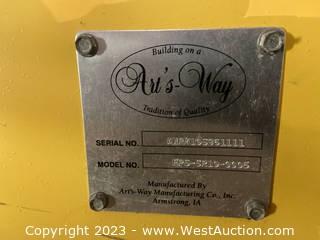 Building on a
Art's-Way
Tradition of Quality
SERIAL NO.
MODEL NO.
Manufactured By
Art's-Way Manufacturing Co., Inc.
Armstrong, IA
Copyright 2023 - WestAuction.com